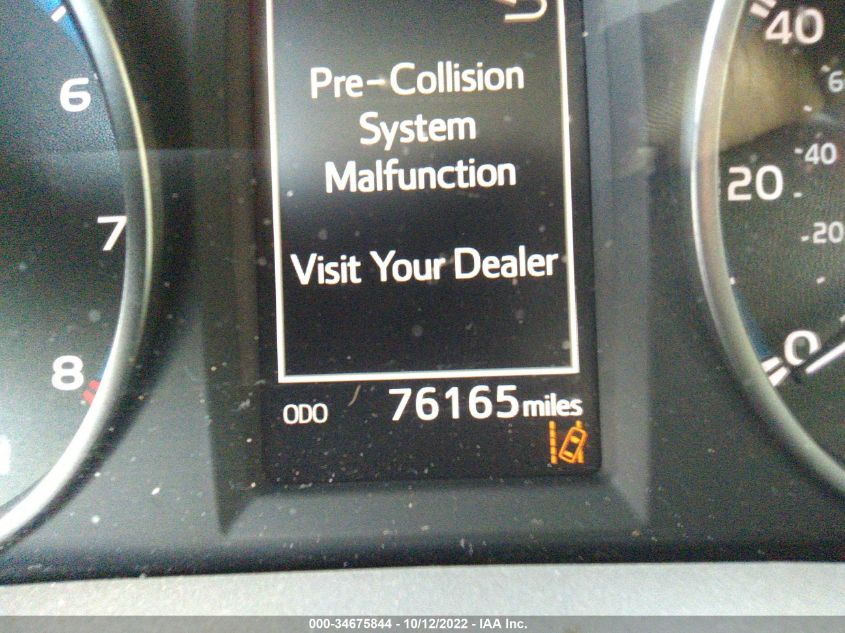 Pre-Collision
System
Malfunction
Visit Your Dealer
ODO 76165 miles
6
7
8
40
20
0
60
40
20
000-34675844 - 10/12/2022 - IAA Inc.